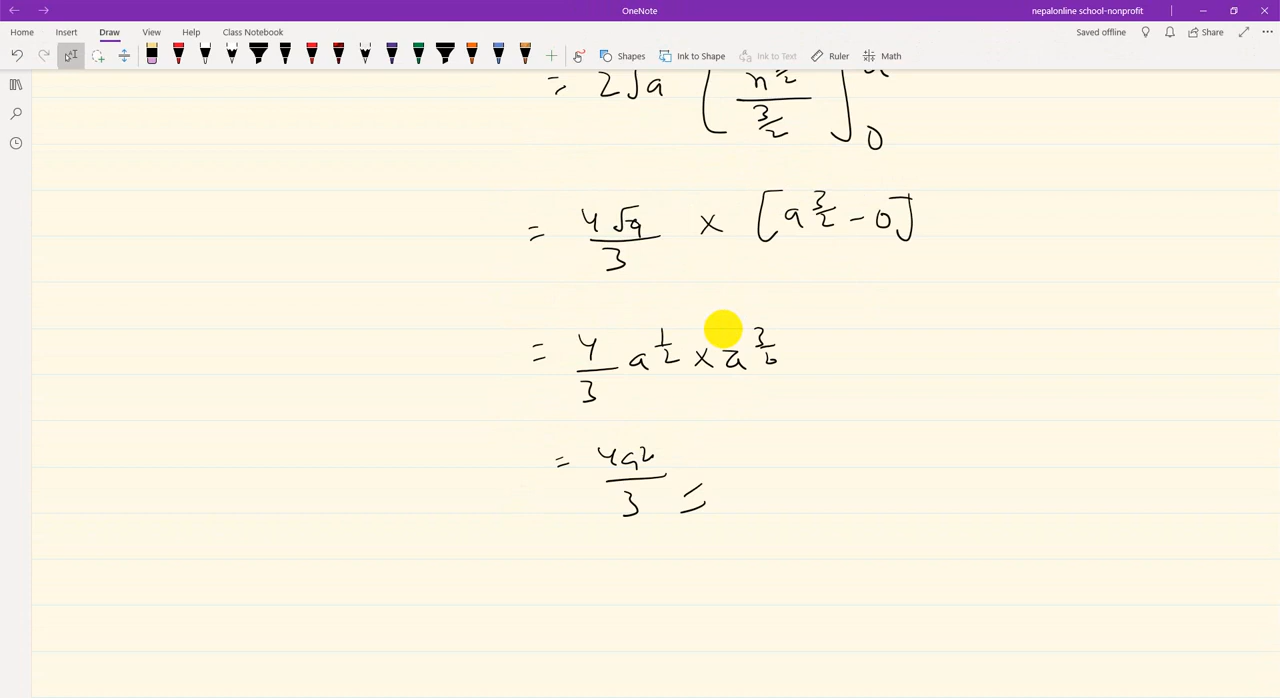 OneNote
nepalonline school-nonprofit
Home Insert Draw View Help Class Notebook
Saved offline
Share
Shapes Ink to Shape Ink to Text Ruler Math
= 2√a [ x^3/2 / 3/2 ]_0^a
= 4√a / 3 × [a^3/2 - 0]
= 4/3 a^1/2 × a^3/2
= 4a² / 3